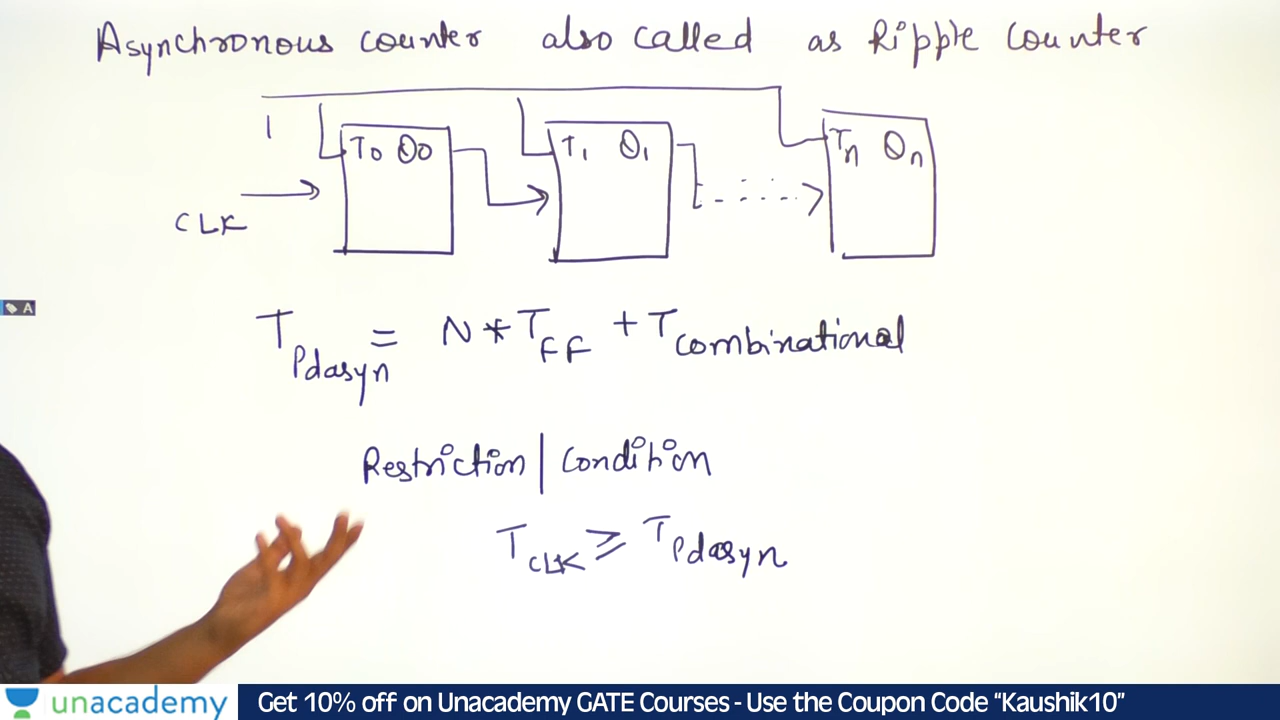 Asynchronous counter also called as Ripple counter
1
T0 Q0
T1 Q1
Tn Qn
CLK
A
TPdasyn = N * TFF + Tcombinational
Restriction | Condition
TCLK ≥ TPdasyn
unacademy
Get 10% off on Unacademy GATE Courses - Use the Coupon Code “Kaushik10”